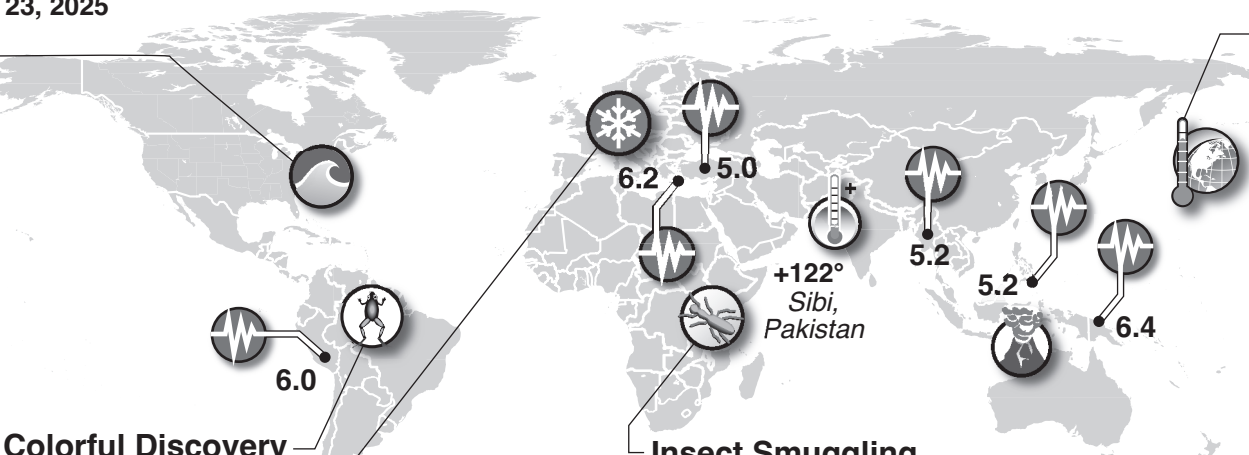 23, 2025
6.2
5.0
+
5.2
+122°
Sibi,
Pakistan
5.2
6.4
6.0
Colorful Discovery
Insect Smuggling